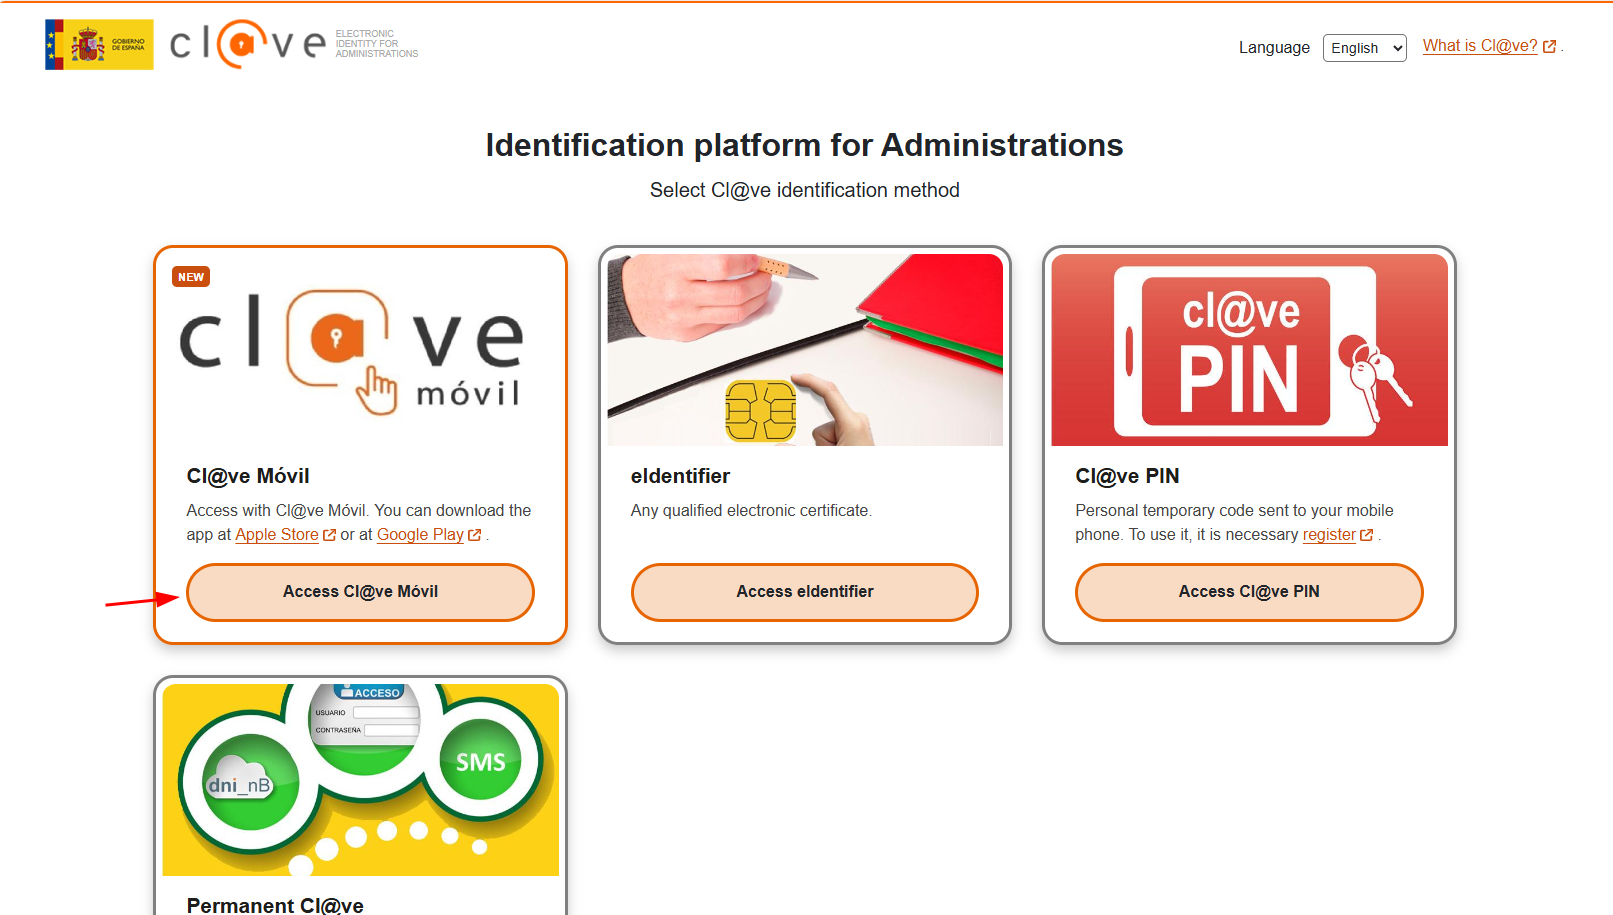 GOBIERNO
DE ESPAÑA
cl@ve
ELECTRONIC
IDENTITY FOR
ADMINISTRATIONS
Language
English
What is Cl@ve? .
Identification platform for Administrations
Select Cl@ve identification method
NEW
cl@ve
móvil
Cl@ve Móvil
Access with Cl@ve Móvil. You can download the
app at Apple Store or at Google Play .
Access Cl@ve Móvil
eIdentifier
Any qualified electronic certificate.
Access eIdentifier
cl@ve
PIN
Cl@ve PIN
Personal temporary code sent to your mobile
phone. To use it, it is necessary register .
Access Cl@ve PIN
ACCESO
USUARIO
CONTRASEÑA
dni_nB
SMS
Permanent Cl@ve